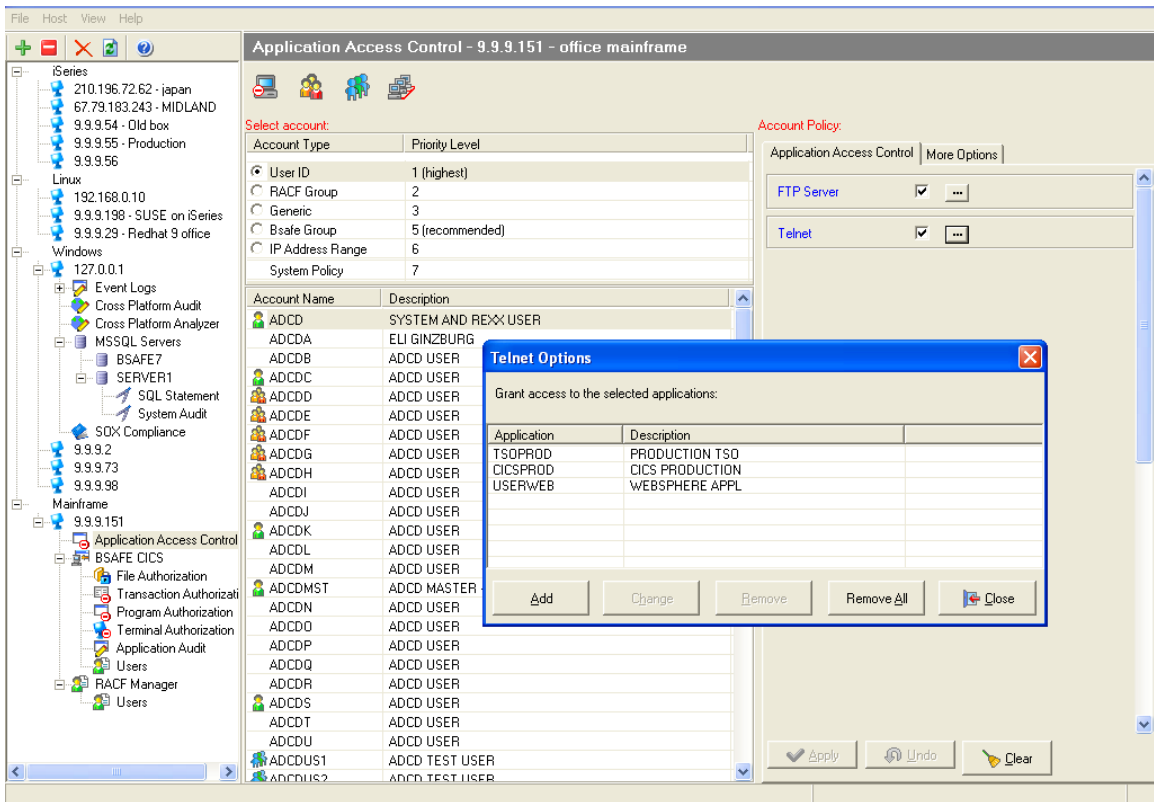 File Host View Help
Application Access Control - 9.9.9.151 - office mainframe
iSeries
210.196.72.62 - japan
67.79.183.243 - MIDLAND
9.9.9.54 - Old box
9.9.9.55 - Production
9.9.9.56
Linux
192.168.0.10
9.9.9.198 - SUSE on iSeries
9.9.9.29 - Redhat 9 office
Windows
127.0.0.1
Event Logs
Cross Platform Audit
Cross Platform Analyzer
MSSQL Servers
BSAFE7
SERVER1
SQL Statement
System Audit
SOX Compliance
9.9.9.2
9.9.9.73
9.9.9.98
Mainframe
9.9.9.151
Application Access Control
BSAFE CICS
File Authorization
Transaction Authorizati
Program Authorization
Terminal Authorization
Application Audit
Users
RACF Manager
Users
Select account:
Account Type Priority Level
User ID 1 (highest)
RACF Group 2
Generic 3
Bsafe Group 5 (recommended)
IP Address Range 6
System Policy 7
Account Name Description
ADCD SYSTEM AND REXX USER
ADCDA ELI GINZBURG
ADCDB ADCD USER
ADCDC ADCD USER
ADCDD ADCD USER
ADCDE ADCD USER
ADCDF ADCD USER
ADCDG ADCD USER
ADCDH ADCD USER
ADCDI ADCD USER
ADCDJ ADCD USER
ADCDK ADCD USER
ADCDL ADCD USER
ADCDM ADCD USER
ADCDMST ADCD MASTER -
ADCDN ADCD USER
ADCDO ADCD USER
ADCDP ADCD USER
ADCDQ ADCD USER
ADCDR ADCD USER
ADCDS ADCD USER
ADCDT ADCD USER
ADCDU ADCD USER
ADCDUS1 ADCD TEST USER
ADCDUS2 ADCD TEST USER
Account Policy:
Application Access Control More Options
FTP Server ...
Telnet ...
Telnet Options
Grant access to the selected applications:
Application Description
TSOPROD PRODUCTION TSO
CICSPROD CICS PRODUCTION
USERWEB WEBSPHERE APPL
Add Change Remove Remove All Close
Apply Undo Clear